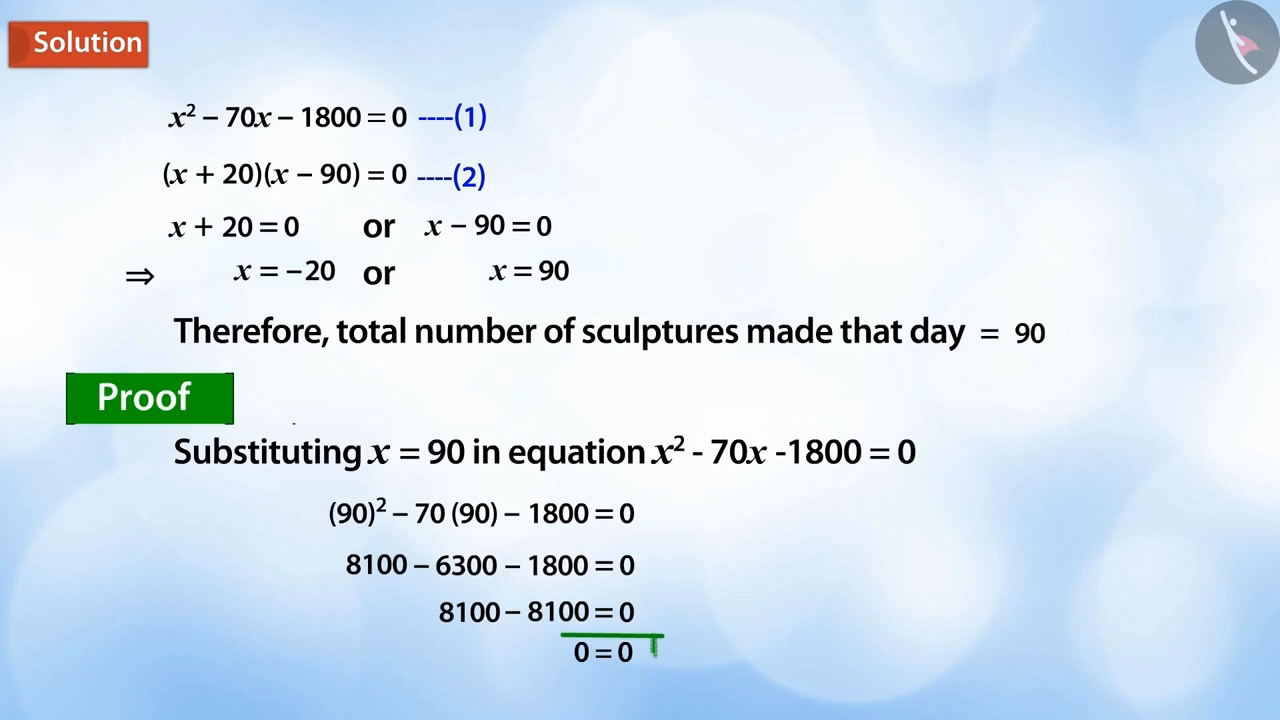 Solution
x² – 70x – 1800 = 0 ----(1)
(x + 20)(x – 90) = 0 ----(2)
x + 20 = 0 or x – 90 = 0
⇒ x = –20 or x = 90
Therefore, total number of sculptures made that day = 90
Proof
Substituting x = 90 in equation x² - 70x -1800 = 0
(90)² – 70 (90) – 1800 = 0
8100 – 6300 – 1800 = 0
8100 – 8100 = 0
0 = 0